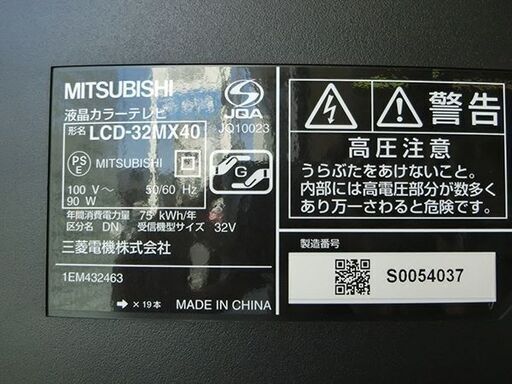 MITSUBISHI
液晶カラーテレビ
形名 LCD-32MX40
JQA
JQ10023
PS
E
MITSUBISHI
G
100 V～ 50/60 Hz
90 W
年間消費電力量 75 kWh/年
区分名 DN 受信機型サイズ 32V
三菱電機株式会社
1EM432463
➔ × 19本 MADE IN CHINA
警告
高圧注意
うらぶたをあけないこと。
内部には高電圧部分が数多く
あり万一さわると危険です。
製造番号
S0054037